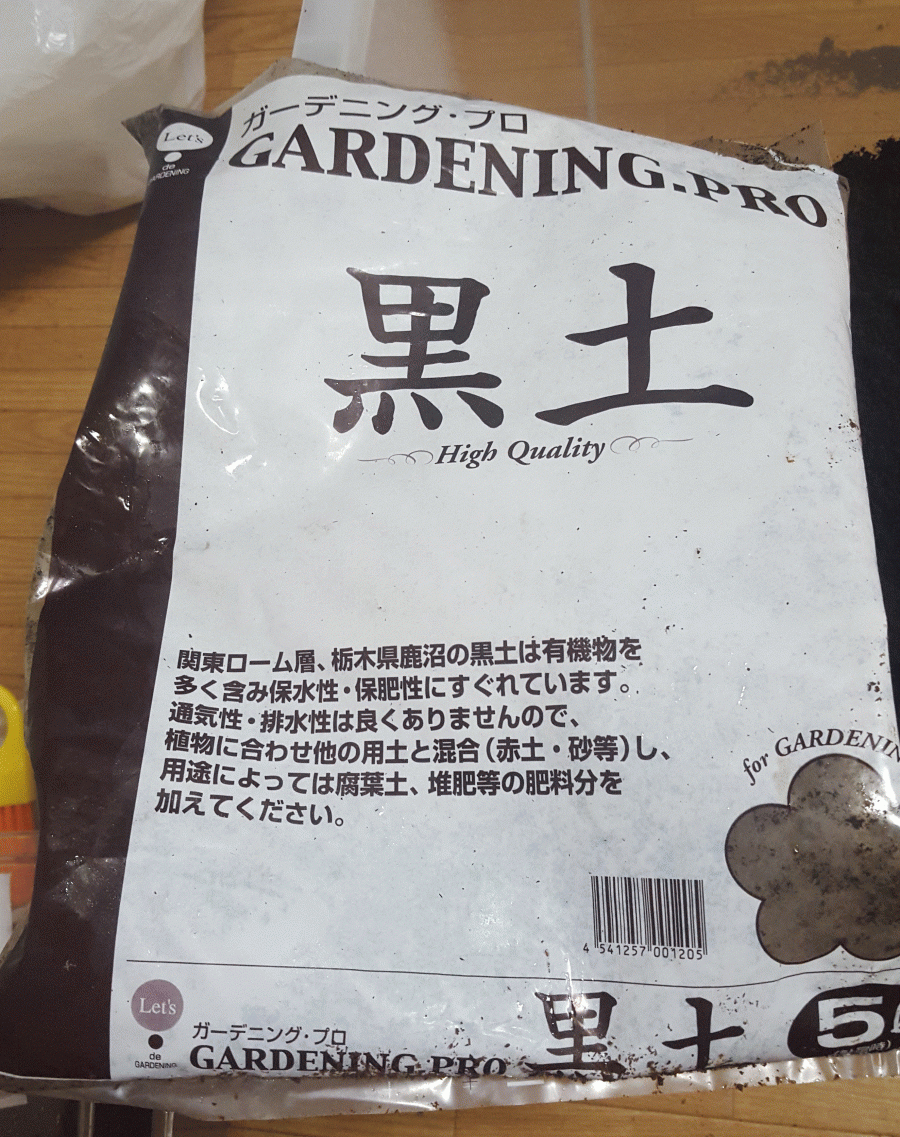 Let's
de
GARDENING
ガーデニング・プロ
GARDENING.PRO
黒土
High Quality
関東ローム層、栃木県鹿沼の黒土は有機物を
多く含み保水性・保肥性にすぐれています。
通気性・排水性は良くありませんので、
植物に合わせ他の用土と混合（赤土・砂等）し、
用途によっては腐葉土、堆肥等の肥料分を
加えてください。
for GARDENIN
4 541257 001205
Let's
de
GARDENING
ガーデニング・プロ
GARDENING.PRO
黒土
5